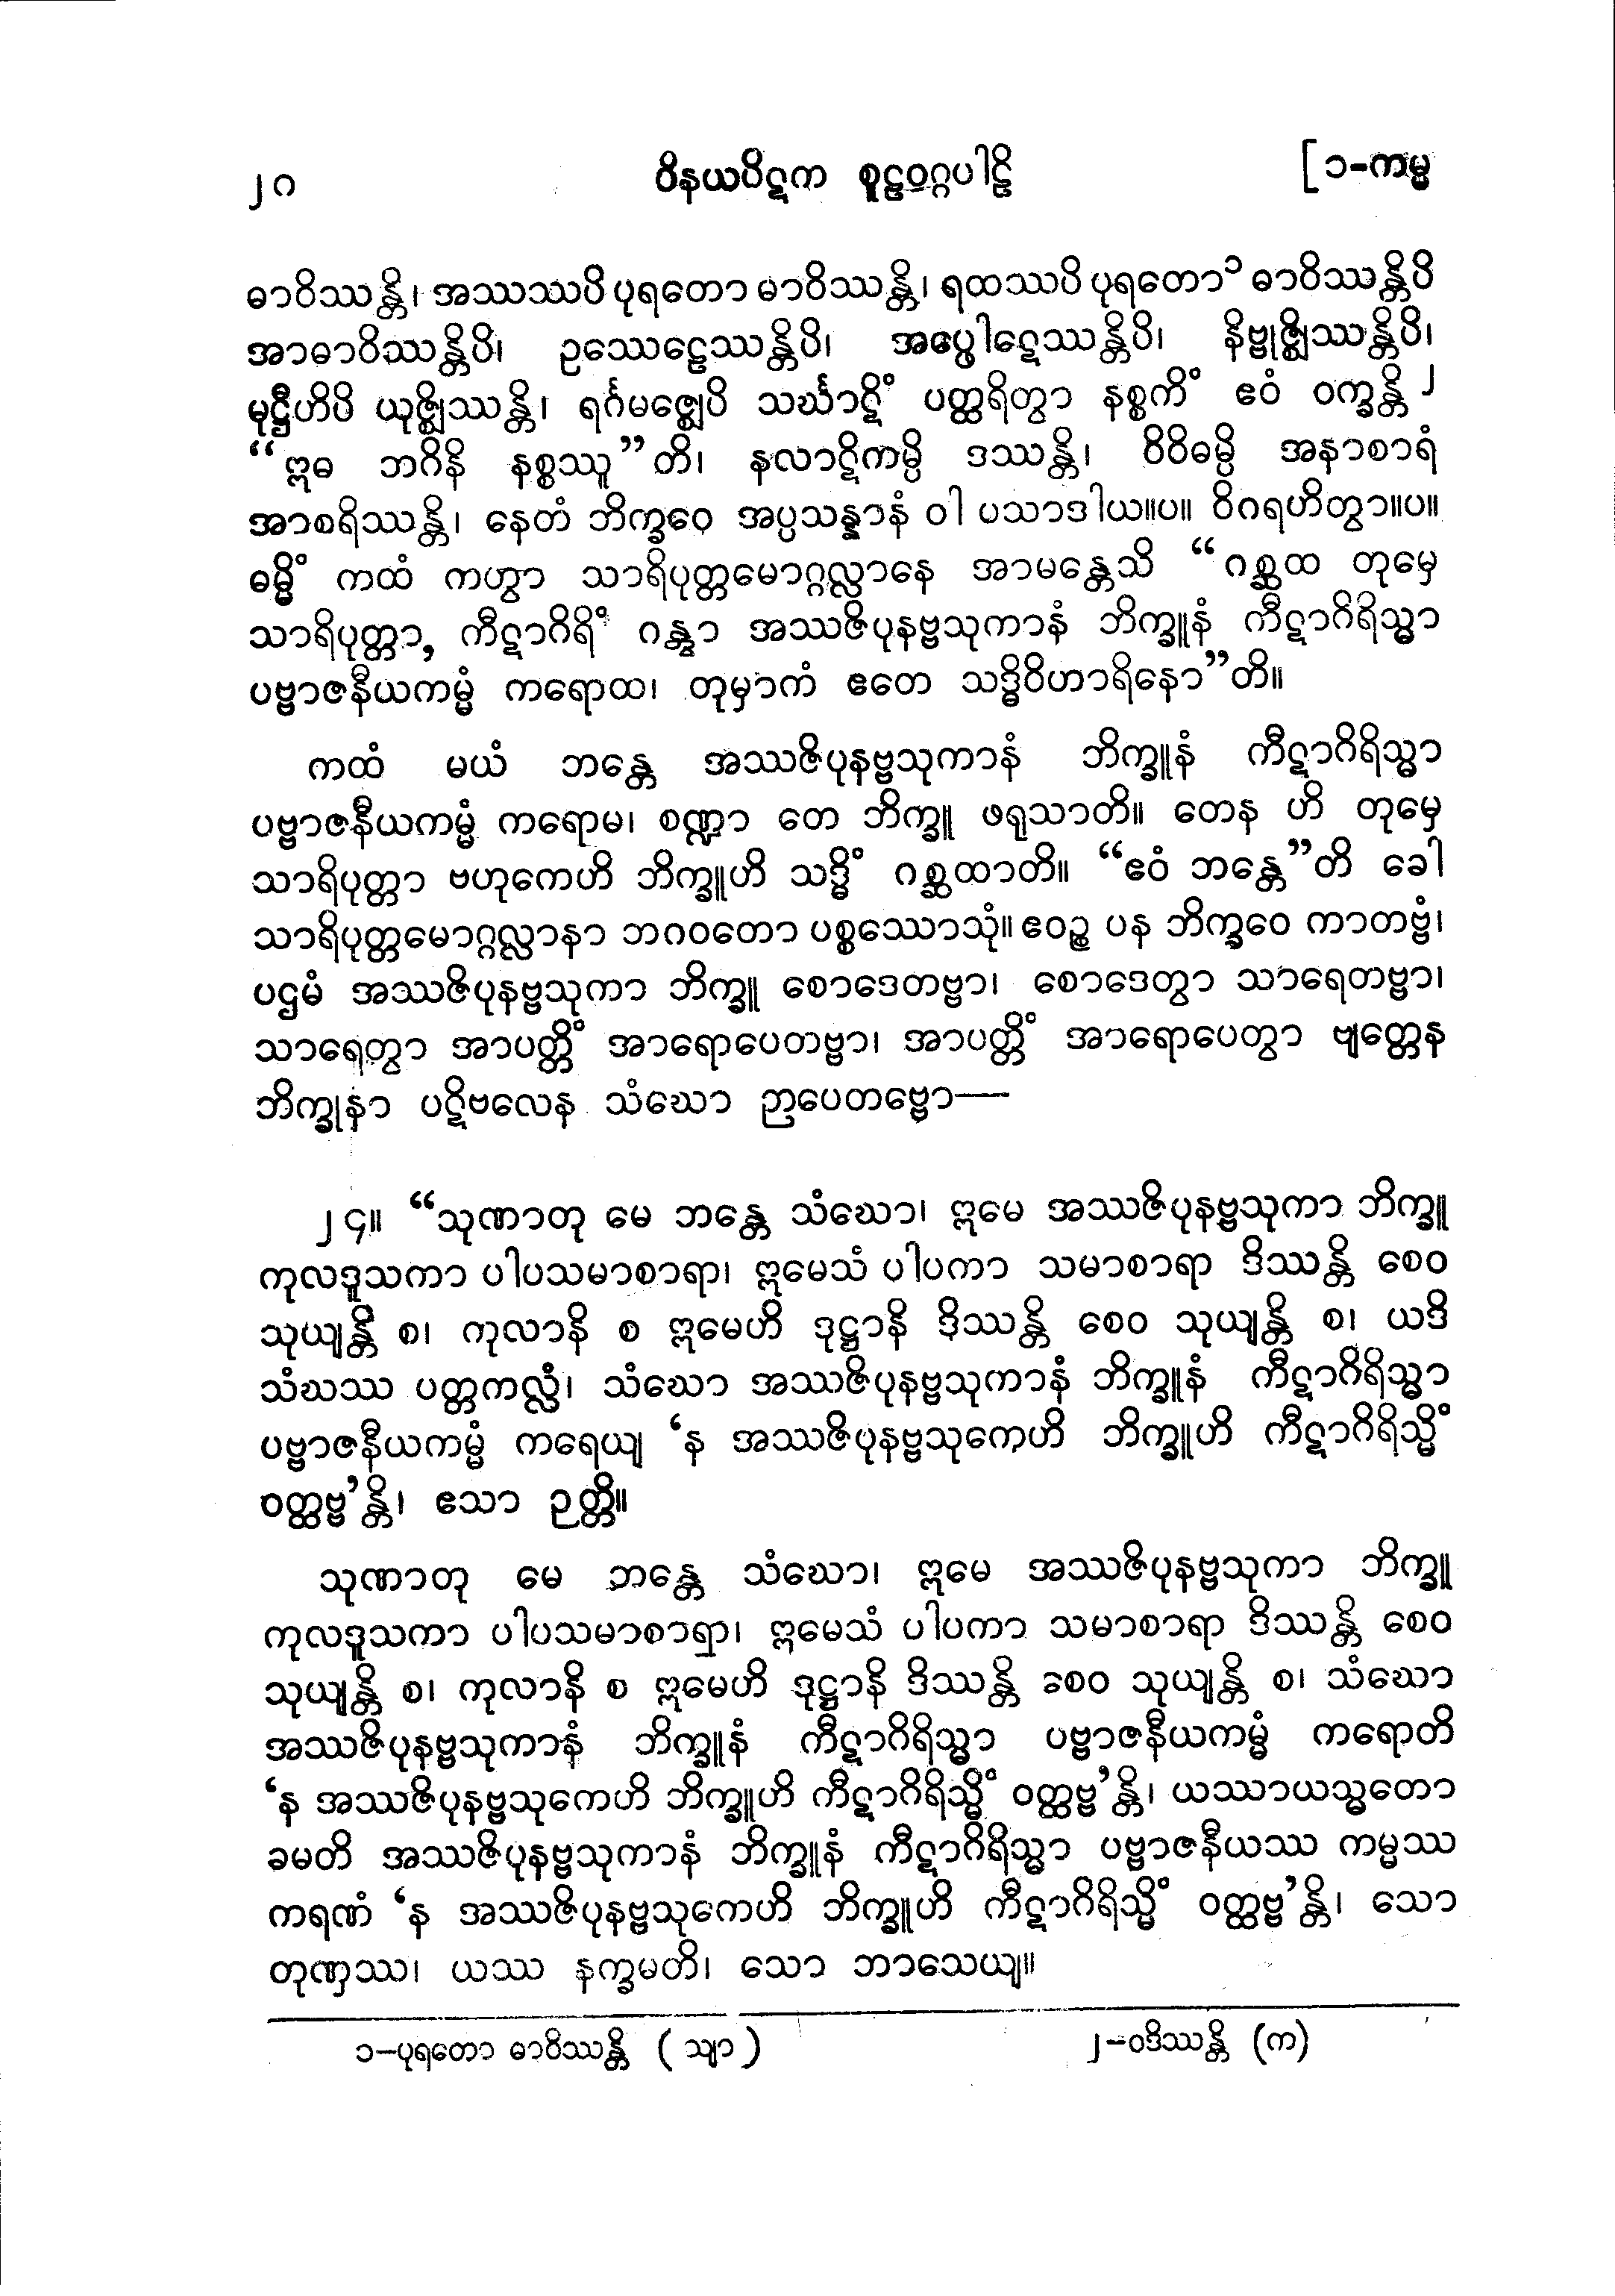 ၂ဂ ဝိနယပိဋက စူဠဝဂ္ဂပါဠိ [ ၁-ကမ္မ
ဓာဝိဿန္တိ၊ အဿဿပိ ပုရတော ဓာဝိဿန္တိ၊ ရထဿပိ ပုရတော၁ ဓာဝိဿန္တိပိ
အာဓာဝိဿန္တိပိ၊ ဥဿေဠေဿန္တိပိ၊ အပ္ဖေါဋေဿန္တိပိ၊ နိဗ္ဗုဇ္ဈိဿန္တိပိ၊
မုဋ္ဌီဟိပိ ယုဇ္ဈိဿန္တိ၊ ရင်္ဂမဇ္ဈေပိ သင်္ဃာဋိံ ပတ္ထရိတွာ နစ္စကိံ ဧဝံ ဝက္ခန္တိ၂
“ဣဓ ဘဂိနိ နစ္စဿူ”တိ၊ နလာဋိကမ္ပိ ဒဿန္တိ၊ ဝိဝိဓမ္ပိ အနာစာရံ
အာစရိဿန္တိ၊ နေတံ ဘိက္ခဝေ အပ္ပသန္နာနံ ဝါ ပသာဒါယ။ပ။ ဝိဂရဟိတွာ။ပ။
ဓမ္မိံ ကထံ ကတွာ သာရိပုတ္တမောဂ္ဂလ္လာနေ အာမန္တေသိ “ဂစ္ဆထ တုမှေ
သာရိပုတ္တာ, ကီဋာဂိရိံ ဂန္တွာ အဿဇိပုနဗ္ဗသုကာနံ ဘိက္ခူနံ ကီဋာဂိရိသ္မာ
ပဗ္ဗာဇနီယကမ္မံ ကရောထ၊ တုမှာကံ ဧတေ သဒ္ဓိဝိဟာရိနော”တိ။
ကထံ မယံ ဘန္တေ အဿဇိပုနဗ္ဗသုကာနံ ဘိက္ခူနံ ကီဋာဂိရိသ္မာ
ပဗ္ဗာဇနီယကမ္မံ ကရောမ၊ စဏ္ဍာ တေ ဘိက္ခူ ဖရုသာတိ။ တေန ဟိ တုမှေ
သာရိပုတ္တာ ဗဟုကေဟိ ဘိက္ခူဟိ သဒ္ဓိံ ဂစ္ဆထာတိ။ “ဧဝံ ဘန္တေ”တိ ခေါ
သာရိပုတ္တမောဂ္ဂလ္လာနာ ဘဂဝတော ပစ္စဿောသုံ။ ဧဝဉ္စ ပန ဘိက္ခဝေ ကာတဗ္ဗံ၊
ပဌမံ အဿဇိပုနဗ္ဗသုကာ ဘိက္ခူ စောဒေတဗ္ဗာ၊ စောဒေတွာ သာရေတဗ္ဗာ၊
သာရေတွာ အာပတ္တိံ အာရောပေတဗ္ဗာ၊ အာပတ္တိံ အာရောပေတွာ ဗျတ္တေန
ဘိက္ခုနာ ပဋိဗလေန သံဃော ဉာပေတဗ္ဗော—
၂၄။ “သုဏာတု မေ ဘန္တေ သံဃော၊ ဣမေ အဿဇိပုနဗ္ဗသုကာ ဘိက္ခူ
ကုလဒူသကာ ပါပသမာစာရာ၊ ဣမေသံ ပါပကာ သမာစာရာ ဒိဿန္တိ စေဝ
သုယျန္တိ စ၊ ကုလာနိ စ ဣမေဟိ ဒုဋ္ဌာနိ ဒိဿန္တိ စေဝ သုယျန္တိ စ၊ ယဒိ
သံဃဿ ပတ္တကလ္လံ၊ သံဃော အဿဇိပုနဗ္ဗသုကာနံ ဘိက္ခူနံ ကီဋာဂိရိသ္မာ
ပဗ္ဗာဇနီယကမ္မံ ကရေယျ ‘န အဿဇိပုနဗ္ဗသုကေဟိ ဘိက္ခူဟိ ကီဋာဂိရိသ္မိံ
ဝတ္ထဗ္ဗ’န္တိ၊ ဧသာ ဉတ္တိ။
သုဏာတု မေ ဘန္တေ သံဃော၊ ဣမေ အဿဇိပုနဗ္ဗသုကာ ဘိက္ခူ
ကုလဒူသကာ ပါပသမာစာရာ၊ ဣမေသံ ပါပကာ သမာစာရာ ဒိဿန္တိ စေဝ
သုယျန္တိ စ၊ ကုလာနိ စ ဣမေဟိ ဒုဋ္ဌာနိ ဒိဿန္တိ စေဝ သုယျန္တိ စ၊ သံဃော
အဿဇိပုနဗ္ဗသုကာနံ ဘိက္ခူနံ ကီဋာဂိရိသ္မာ ပဗ္ဗာဇနီယကမ္မံ ကရောတိ
‘န အဿဇိပုနဗ္ဗသုကေဟိ ဘိက္ခူဟိ ကီဋာဂိရိသ္မိံ ဝတ္ထဗ္ဗ’န္တိ၊ ယဿာယသ္မတော
ခမတိ အဿဇိပုနဗ္ဗသုကာနံ ဘိက္ခူနံ ကီဋာဂိရိသ္မာ ပဗ္ဗာဇနီယဿ ကမ္မဿ
ကရဏံ ‘န အဿဇိပုနဗ္ဗသုကေဟိ ဘိက္ခူဟိ ကီဋာဂိရိသ္မိံ ဝတ္ထဗ္ဗ’န္တိ၊ သော
တုဏှဿ၊ ယဿ နက္ခမတိ၊ သော ဘာသေယျ။
၁-ပုရတော ဓာဝိဿန္တိ (သျာ) ၂-ဝဒိဿန္တိ (က)